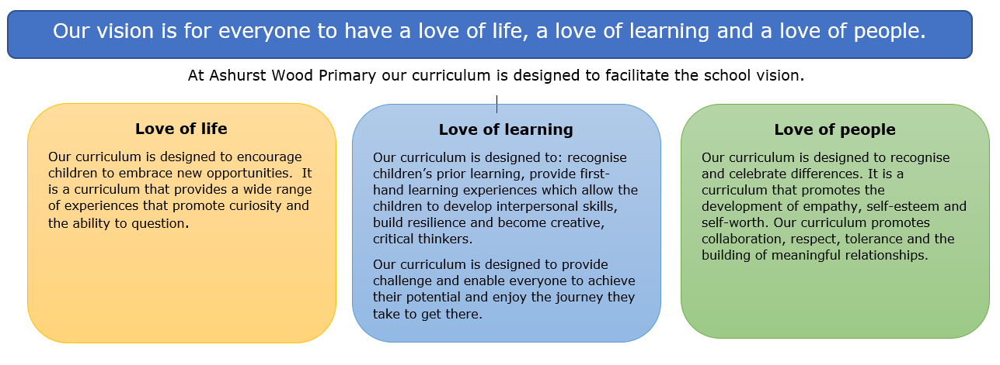 Our vision is for everyone to have a love of life, a love of learning and a love of people.
At Ashurst Wood Primary our curriculum is designed to facilitate the school vision.
Love of life
Our curriculum is designed to encourage
children to embrace new opportunities.  It
is a curriculum that provides a wide range
of experiences that promote curiosity and
the ability to question.
Love of learning
Our curriculum is designed to: recognise
children’s prior learning, provide first-
hand learning experiences which allow the
children to develop interpersonal skills,
build resilience and become creative,
critical thinkers.
Our curriculum is designed to provide
challenge and enable everyone to achieve
their potential and enjoy the journey they
take to get there.
Love of people
Our curriculum is designed to recognise
and celebrate differences. It is a
curriculum that promotes the
development of empathy, self-esteem and
self-worth. Our curriculum promotes
collaboration, respect, tolerance and the
building of meaningful relationships.